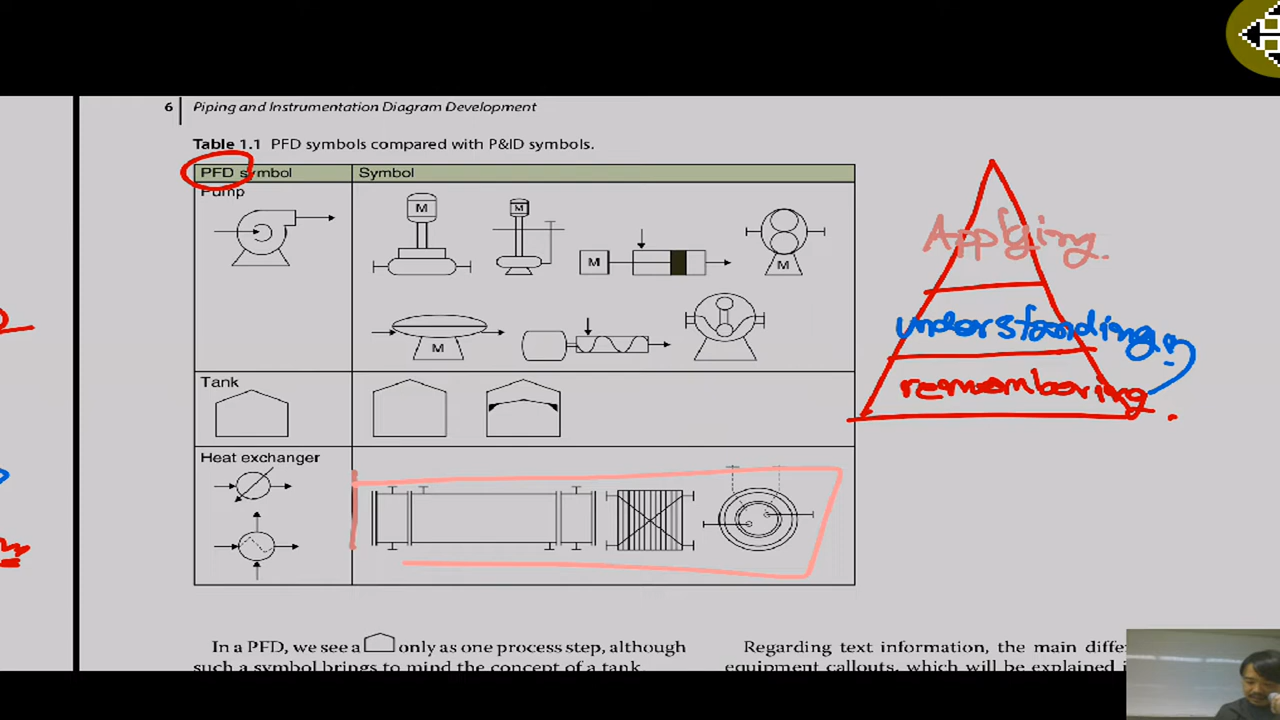 6 Piping and Instrumentation Diagram Development
Table 1.1 PFD symbols compared with P&ID symbols.
PFD symbol Symbol
Pump
M M
M
M
M
Tank
Heat exchanger
In a PFD, we see a only as one process step, although
such a symbol brings to mind the concept of a tank.
Regarding text information, the main diffe
equipment callouts, which will be explained i
Applying.
understanding
remembering.